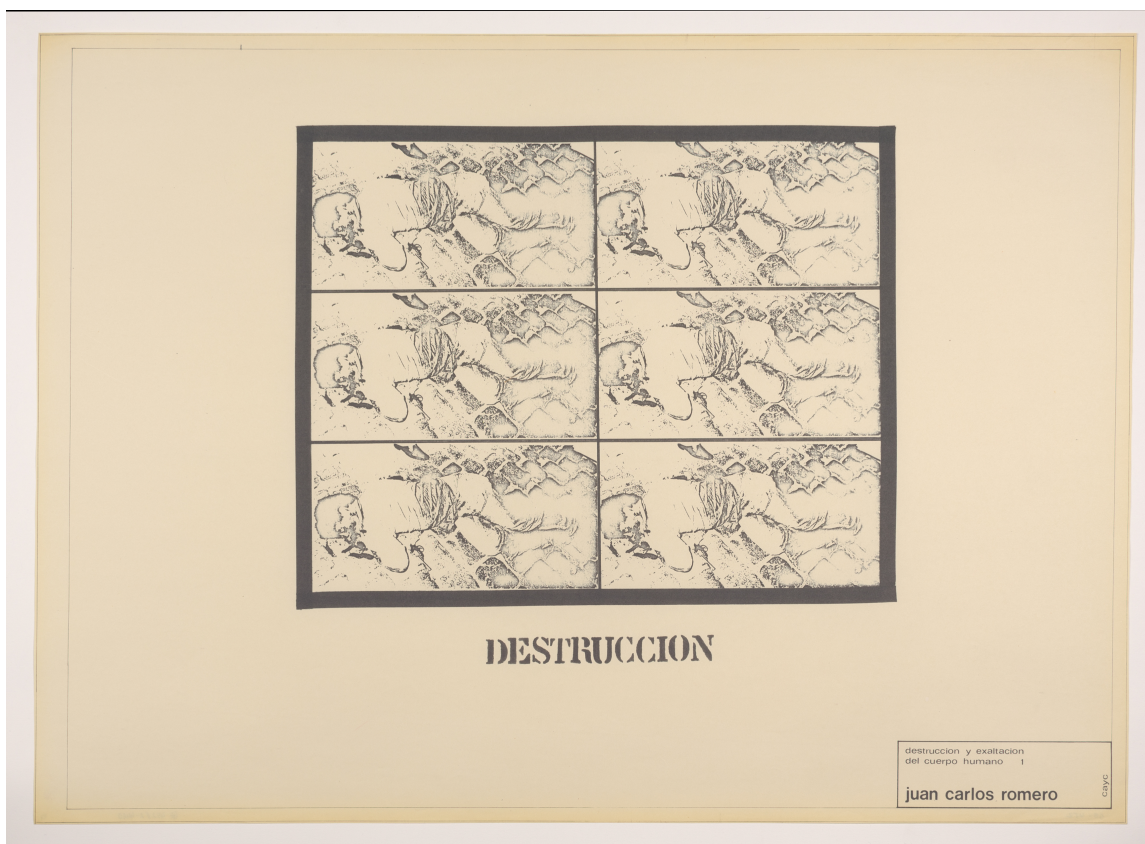 DESTRUCCION
destruccion y exaltacion
del cuerpo humano 1
juan carlos romero
cayc